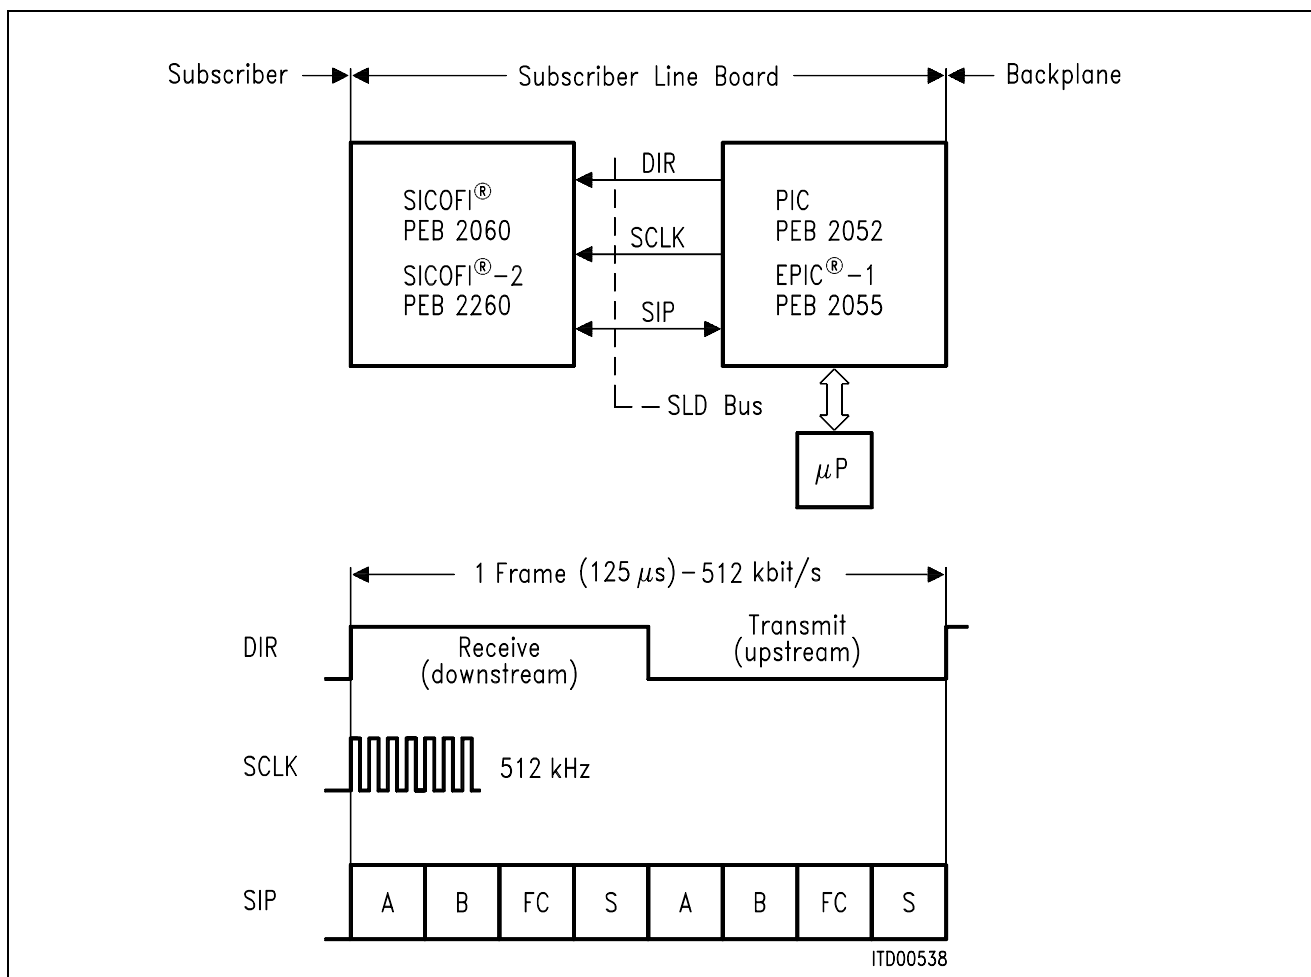 Subscriber
Subscriber Line Board
Backplane
SICOFI®
PEB 2060
SICOFI®-2
PEB 2260
DIR
SCLK
SIP
PIC
PEB 2052
EPIC®-1
PEB 2055
SLD Bus
μP
1 Frame (125 μs) - 512 kbit/s
DIR
Receive
(downstream)
Transmit
(upstream)
SCLK
512 kHz
SIP
A B FC S A B FC S
ITD00538